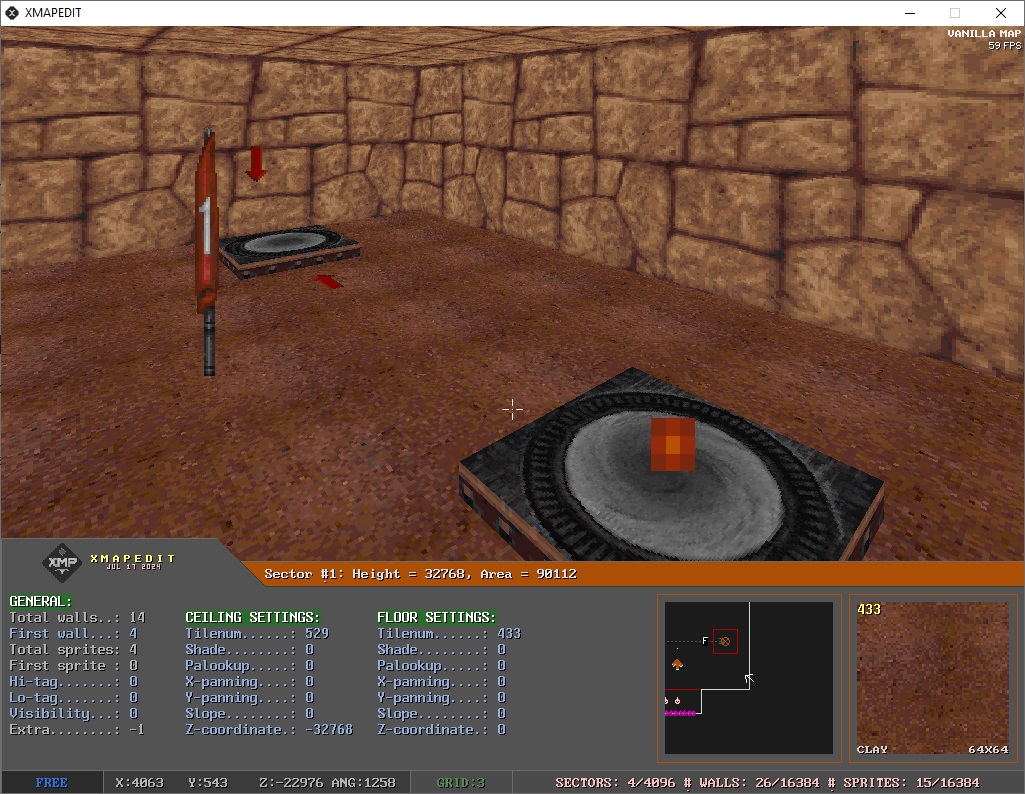 XMAPEDIT
VANILLA MAP
59 FPS
1
XMP
XMAPEDIT
JUL 17 2024
Sector #1: Height = 32768, Area = 90112
GENERAL:
Total walls..: 14
First wall...: 4
Total sprites: 4
First sprite : 0
Hi-tag.......: 0
Lo-tag.......: 0
Visibility...: 0
Extra........: -1
CEILING SETTINGS:
Tilenum......: 529
Shade........: 0
Palookup.....: 0
X-panning....: 0
Y-panning....: 0
Slope........: 0
Z-coordinate.: -32768
FLOOR SETTINGS:
Tilenum......: 433
Shade........: 0
Palookup.....: 0
X-panning....: 0
Y-panning....: 0
Slope........: 0
Z-coordinate.: 0
F
433
CLAY 64X64
FREE X:4063 Y:543 Z:-22976 ANG:1258 GRID:3 SECTORS: 4/4096 # WALLS: 26/16384 # SPRITES: 15/16384